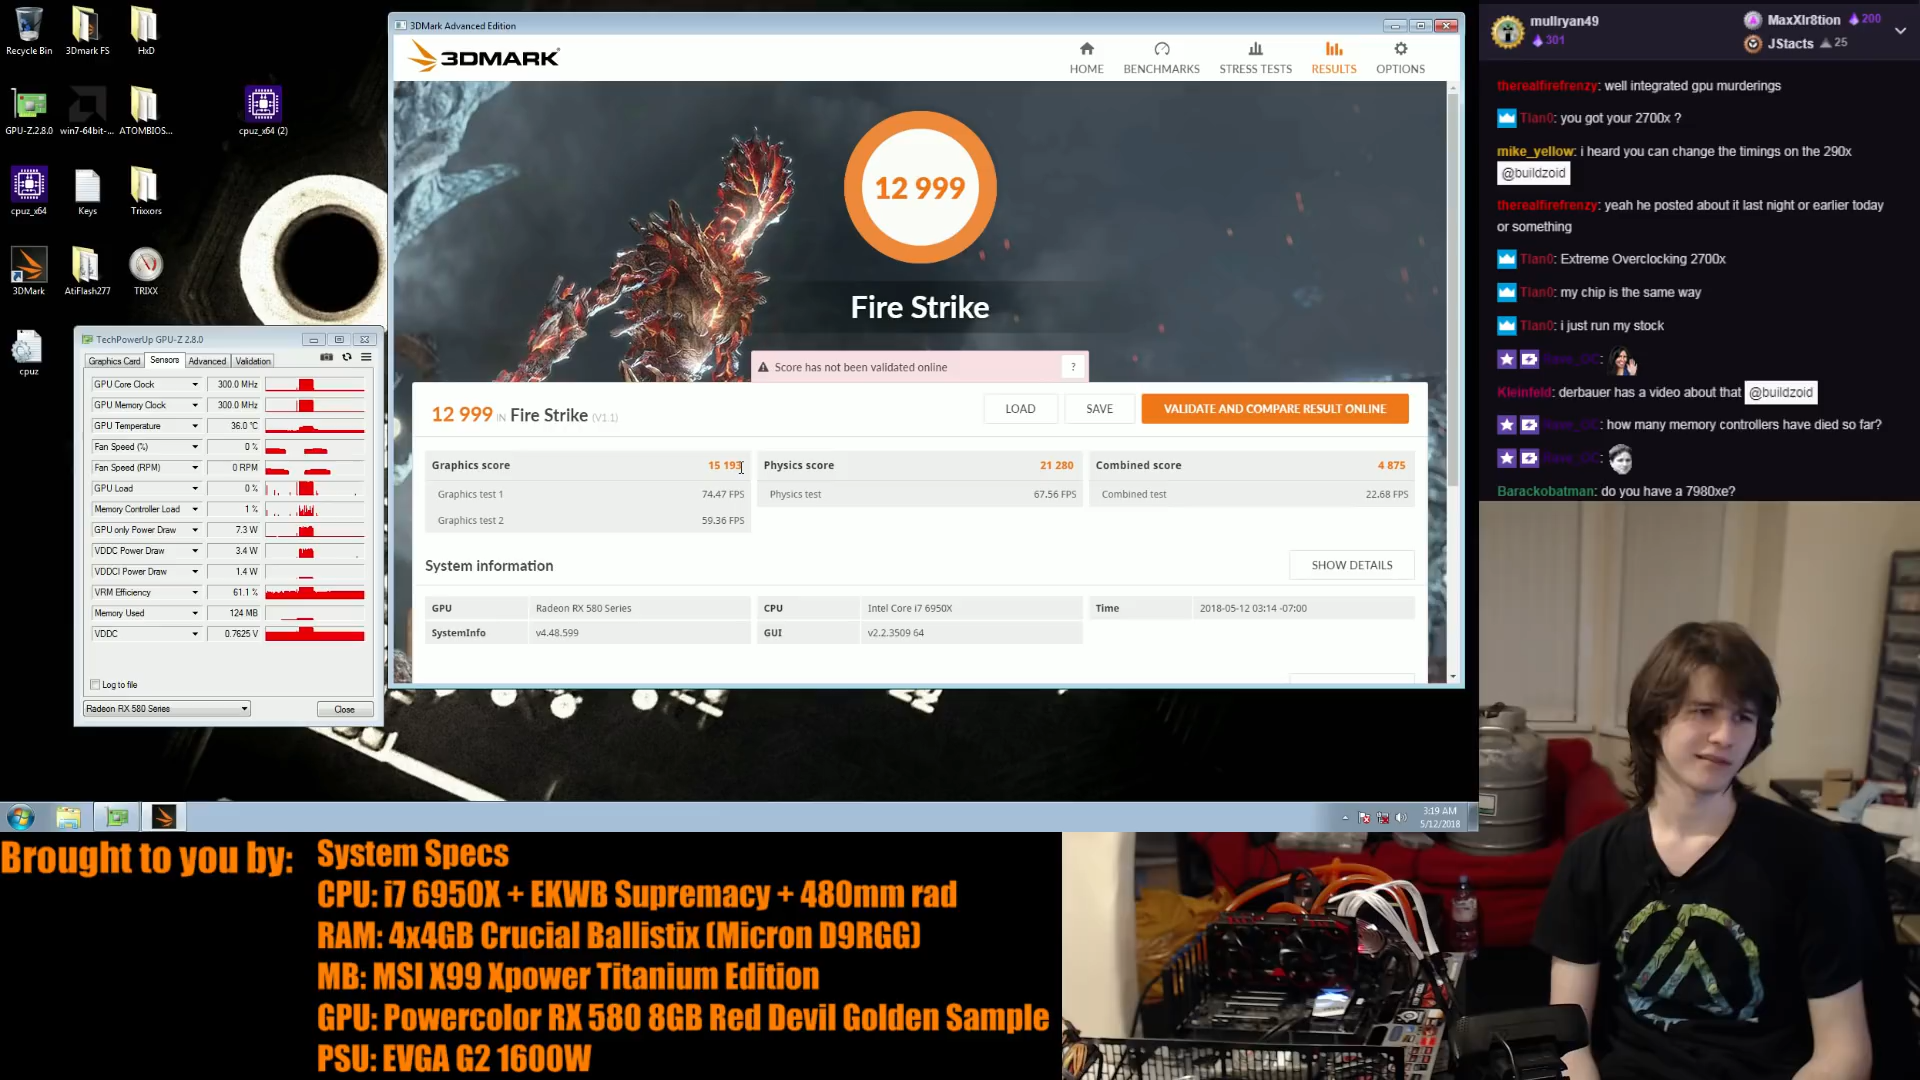 Recycle Bin
3Dmark FS
HxD
GPU-Z.2.8.0
win7-64bit-...
ATOMBIOS...
cpuz_x64 (2)
cpuz_x64
Keys
Trixxors
3DMark
AtiFlash277
TRIXX
cpuz
TechPowerUp GPU-Z 2.8.0
Graphics Card
Sensors
Advanced
Validation
GPU Core Clock 300.0 MHz
GPU Memory Clock 300.0 MHz
GPU Temperature 36.0 °C
Fan Speed (%) 0 %
Fan Speed (RPM) 0 RPM
GPU Load 0 %
Memory Controller Load 1 %
GPU only Power Draw 7.3 W
VDDC Power Draw 3.4 W
VDDCI Power Draw 1.4 W
VRM Efficiency 61.1 %
Memory Used 124 MB
VDDC 0.7625 V
Log to file
Radeon RX 580 Series
Close
3DMark Advanced Edition
3DMARK
HOME
BENCHMARKS
STRESS TESTS
RESULTS
OPTIONS
12 999
Fire Strike
Score has not been validated online
?
12 999 IN Fire Strike (V1.1)
LOAD
SAVE
VALIDATE AND COMPARE RESULT ONLINE
Graphics score 15 193
Graphics test 1 74.47 FPS
Graphics test 2 59.36 FPS
Physics score 21 280
Physics test 67.56 FPS
Combined score 4 875
Combined test 22.68 FPS
System information
SHOW DETAILS
GPU Radeon RX 580 Series
SystemInfo v4.48.599
CPU Intel Core i7 6950X
GUI v2.2.3509 64
Time 2018-05-12 03:14 -07:00
3:19 AM
5/12/2018
mullryan49
301
MaxXlr8tion 200
JStacts 25
therealfirefrenzy: well integrated gpu murderings
Tlan0: you got your 2700x ?
mike_yellow: i heard you can change the timings on the 290x
@buildzoid
therealfirefrenzy: yeah he posted about it last night or earlier today
or something
Tlan0: Extreme Overclocking 2700x
Tlan0: my chip is the same way
Tlan0: i just run my stock
Kleinfeld: derbauer has a video about that @buildzoid
how many memory controllers have died so far?
Barackobatman: do you have a 7980xe?
Brought to you by:
System Specs
CPU: i7 6950X + EKWB Supremacy + 480mm rad
RAM: 4x4GB Crucial Ballistix (Micron D9RGG)
MB: MSI X99 Xpower Titanium Edition
GPU: Powercolor RX 580 8GB Red Devil Golden Sample
PSU: EVGA G2 1600W